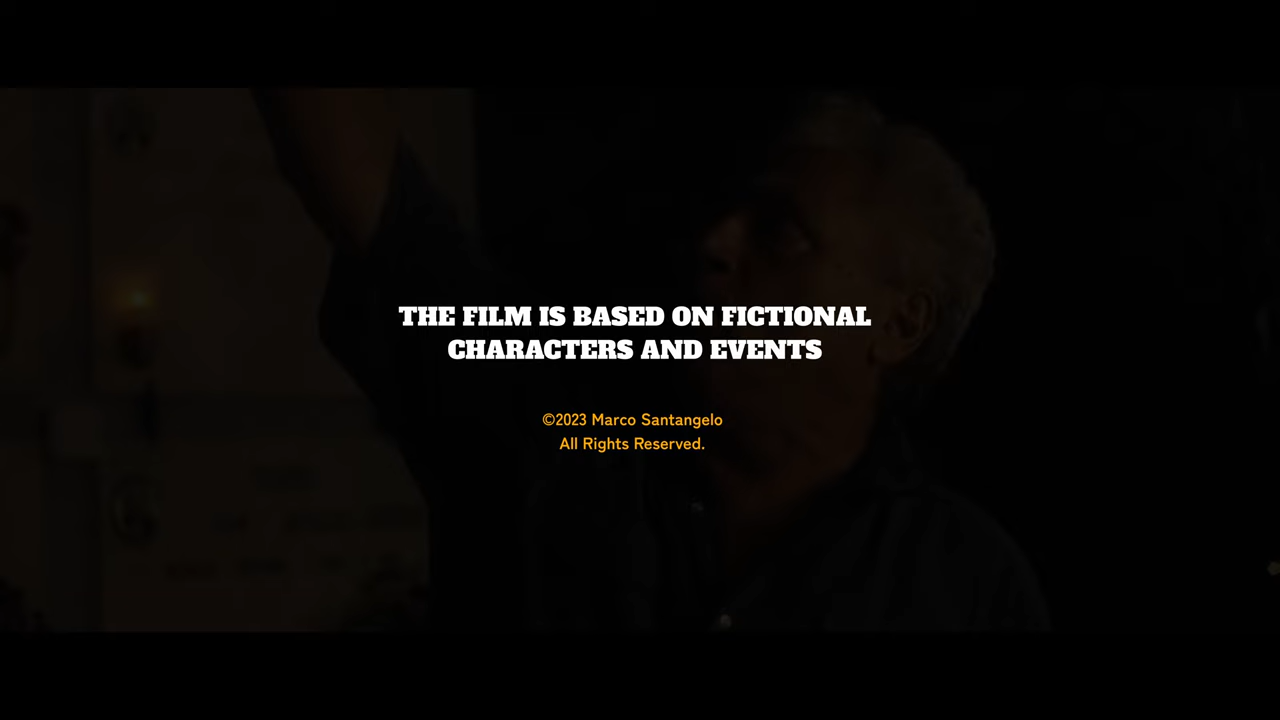 THE FILM IS BASED ON FICTIONAL
CHARACTERS AND EVENTS
©2023 Marco Santangelo
All Rights Reserved.